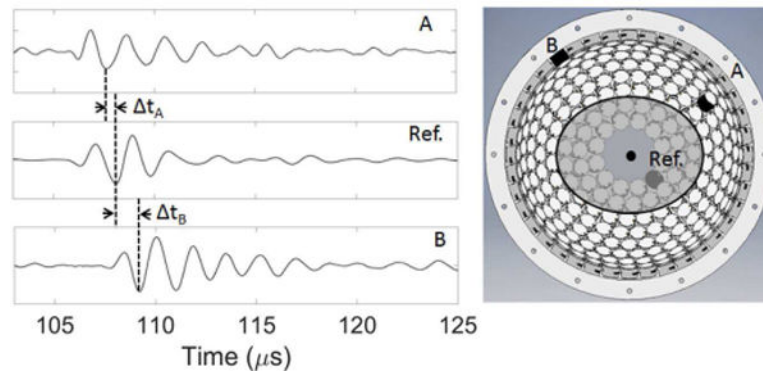 A
Δt_A
Ref.
Δt_B
B
105 110 115 120 125
Time (μs)
B
A
Ref.